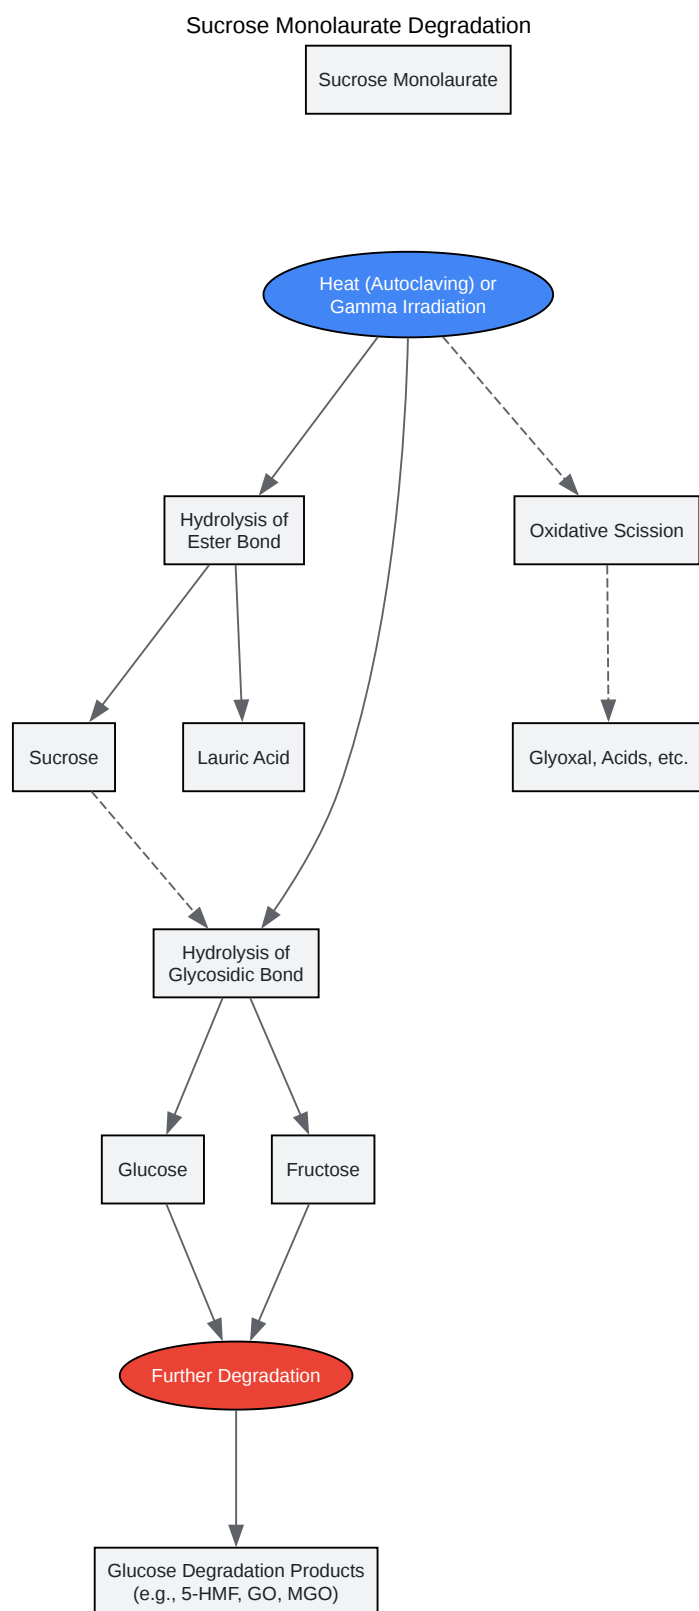 Sucrose Monolaurate Degradation
Sucrose Monolaurate
Heat (Autoclaving) or
Gamma Irradiation
Hydrolysis of
Ester Bond
Oxidative Scission
Sucrose
Lauric Acid
Glyoxal, Acids, etc.
Hydrolysis of
Glycosidic Bond
Glucose
Fructose
Further Degradation
Glucose Degradation Products
(e.g., 5-HMF, GO, MGO)